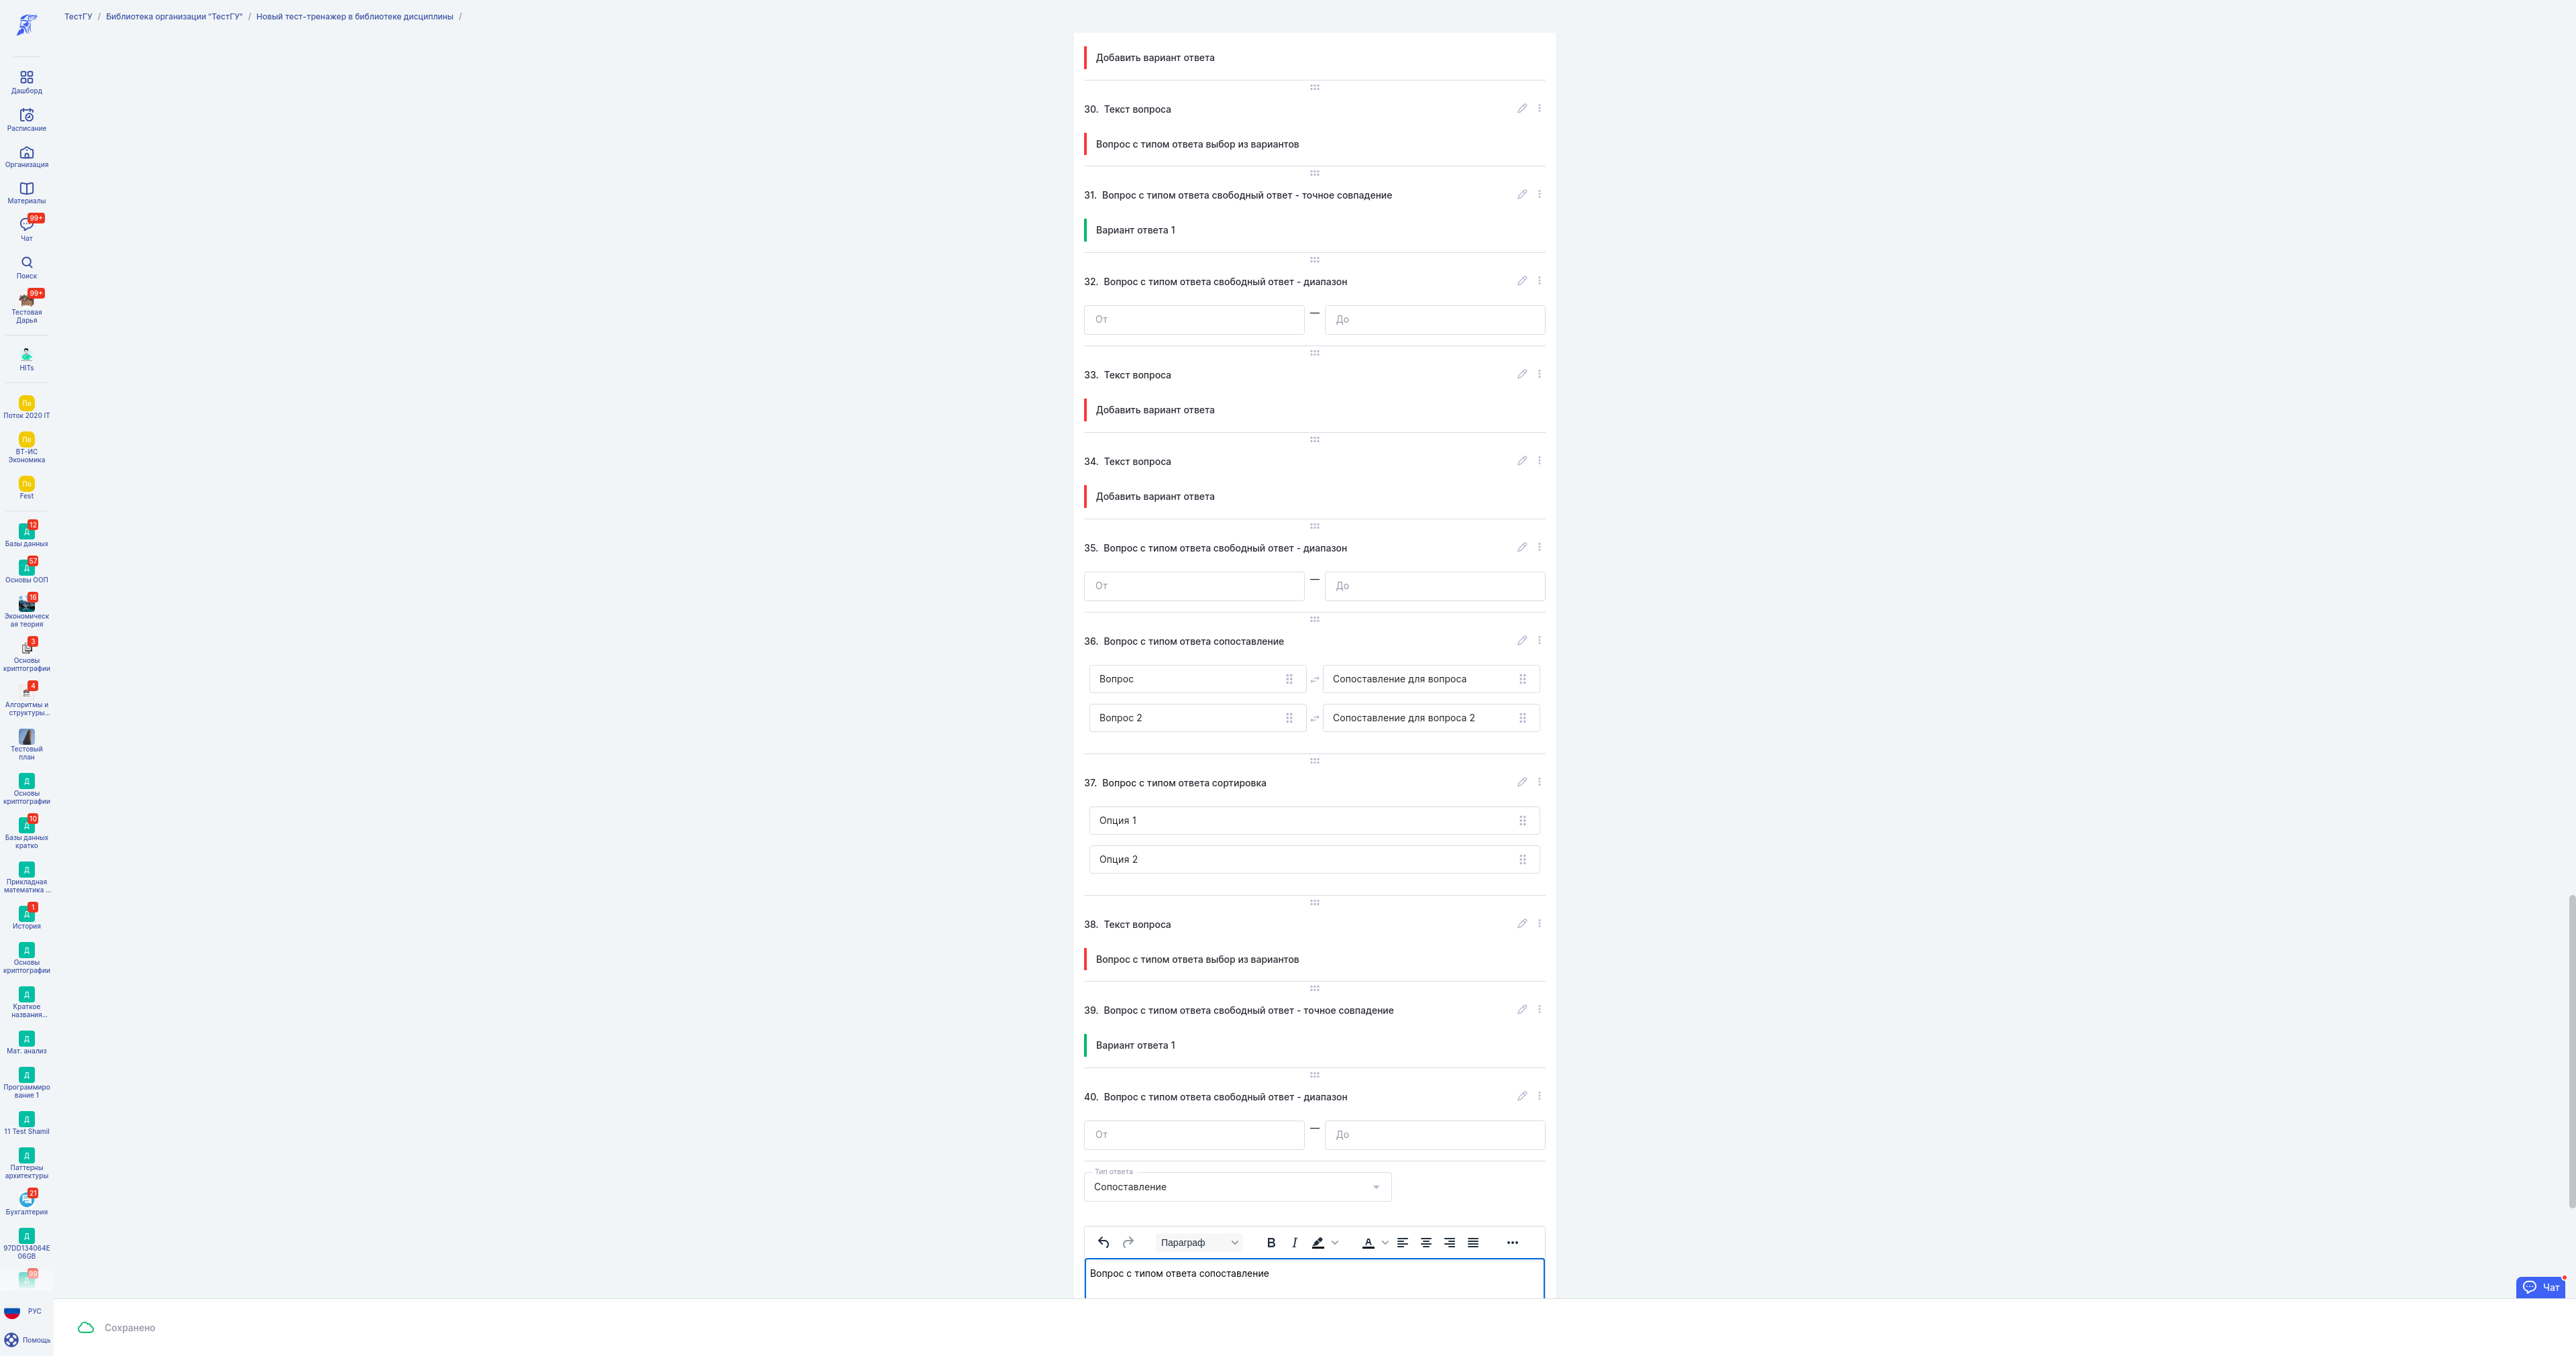 ТестГУ / Библиотека организации "ТестГУ" / Новый тест-тренажер в библиотеке дисциплины /
Дашборд
Расписание
Организация
Материалы
99+
Чат
Поиск
99+
Тестовая
Дарья
HITs
По
Поток 2020 IT
По
ВТ-ИС
Экономика
По
Fest
12
Д
Базы данных
57
Д
Основы ООП
16
Экономическ
ая теория
3
Основы
криптографии
4
Алгоритмы и
структуры...
Тестовый
план
Д
Основы
криптографии
10
Д
Базы данных
кратко
Д
Прикладная
математика ...
1
Д
История
Д
Основы
криптографии
Д
Краткое
названия...
Д
Мат. анализ
Д
Программиро
вание 1
Д
11 Test Shamil
Д
Паттерны
архитектуры
21
Бухгалтерия
Д
97DD134064E
06GB
99
Д
РУС
Помощь
Добавить вариант ответа
30. Текст вопроса
Вопрос с типом ответа выбор из вариантов
31. Вопрос с типом ответа свободный ответ - точное совпадение
Вариант ответа 1
32. Вопрос с типом ответа свободный ответ - диапазон
От — До
33. Текст вопроса
Добавить вариант ответа
34. Текст вопроса
Добавить вариант ответа
35. Вопрос с типом ответа свободный ответ - диапазон
От — До
36. Вопрос с типом ответа сопоставление
Вопрос Сопоставление для вопроса
Вопрос 2 Сопоставление для вопроса 2
37. Вопрос с типом ответа сортировка
Опция 1
Опция 2
38. Текст вопроса
Вопрос с типом ответа выбор из вариантов
39. Вопрос с типом ответа свободный ответ - точное совпадение
Вариант ответа 1
40. Вопрос с типом ответа свободный ответ - диапазон
От — До
Тип ответа
Сопоставление
Параграф B I A
Вопрос с типом ответа сопоставление
Чат
Сохранено